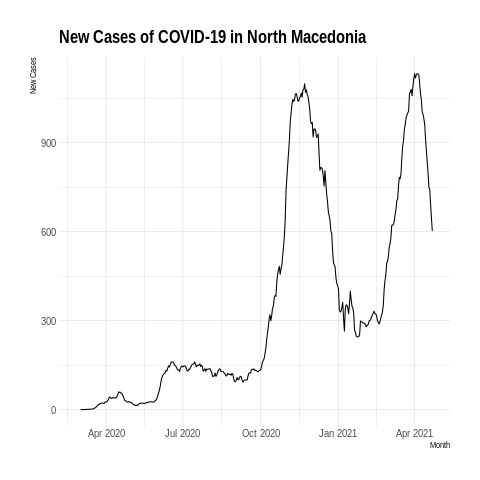 New Cases of COVID-19 in North Macedonia
New Cases
900
600
300
0
Apr 2020 Jul 2020 Oct 2020 Jan 2021 Apr 2021
Month